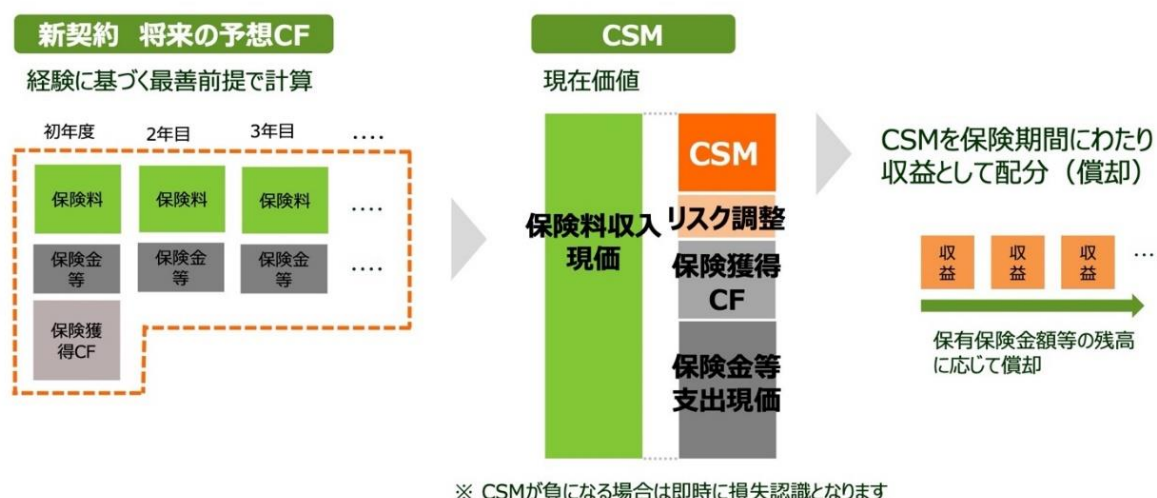 新契約 将来の予想CF
経験に基づく最善前提で計算
初年度
2年目
3年目
....
保険料
保険料
保険料
....
保険金
等
保険金
等
保険金
等
....
保険獲
得CF
CSM
現在価値
保険料収入
現価
CSM
リスク調整
保険獲得
CF
保険金等
支出現価
※ CSMが負になる場合は即時に損失認識となります
CSMを保険期間にわたり
収益として配分（償却）
収
益
収
益
収
益
...
保有保険金額等の残高
に応じて償却